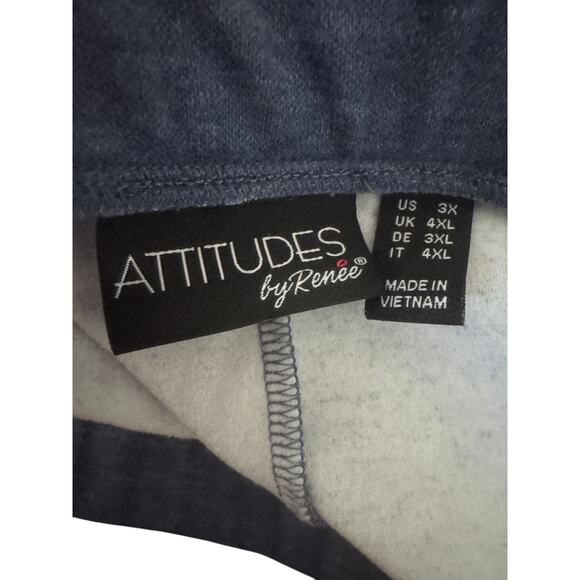 ATTITUDES
by Renée®
US 3X
UK 4XL
DE 3XL
IT 4XL
MADE IN
VIETNAM